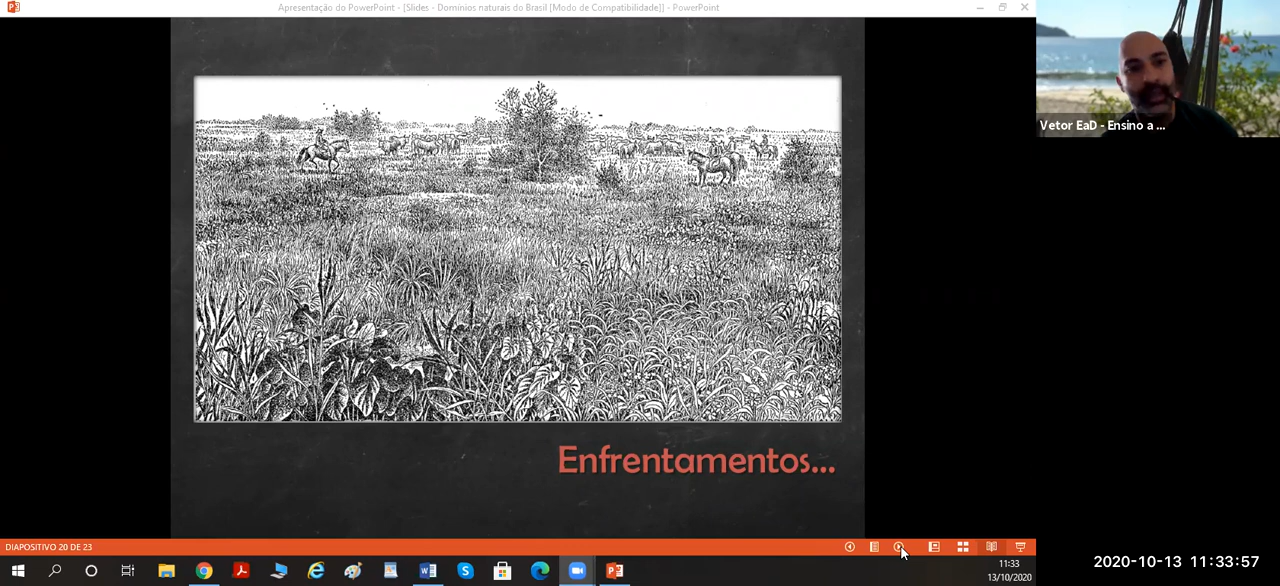 Apresentação do PowerPoint - [Slides - Domínios naturais do Brasil [Modo de Compatibilidade]] - PowerPoint
Vetor EaD - Ensino a ...
Enfrentamentos...
DIAPOSITIVO 20 DE 23
11:33
13/10/2020
2020-10-13 11:33:57